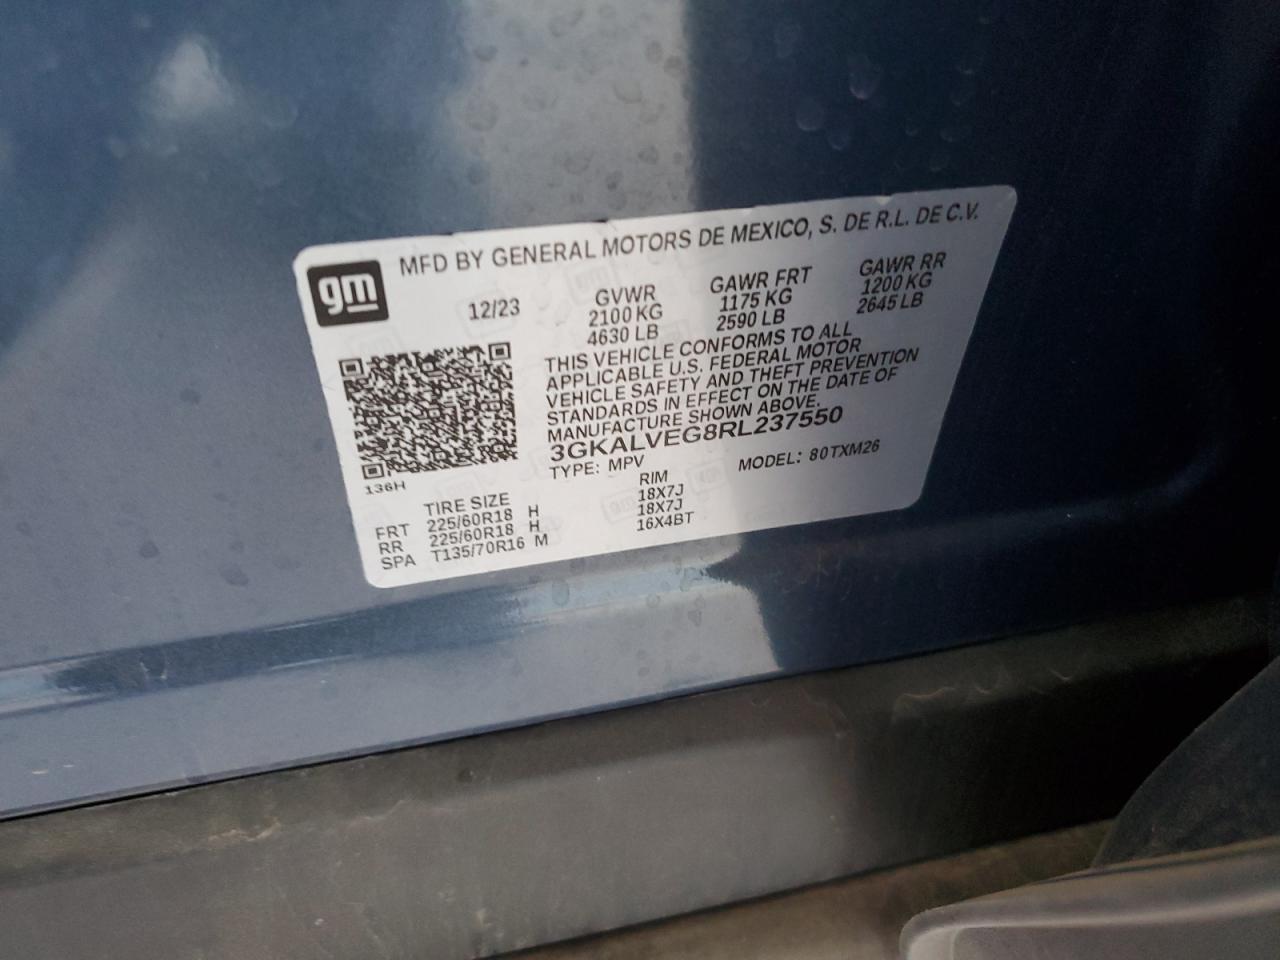 gm
MFD BY GENERAL MOTORS DE MEXICO, S. DE R.L. DE C.V.
12/23
GVWR
2100 KG
4630 LB
GAWR FRT
1175 KG
2590 LB
GAWR RR
1200 KG
2645 LB
THIS VEHICLE CONFORMS TO ALL
APPLICABLE U.S. FEDERAL MOTOR
VEHICLE SAFETY AND THEFT PREVENTION
STANDARDS IN EFFECT ON THE DATE OF
MANUFACTURE SHOWN ABOVE.
3GKALVEG8RL237550
TYPE: MPV MODEL: 80TXM26
136H
TIRE SIZE RIM
FRT 225/60R18 H 18X7J
RR 225/60R18 H 18X7J
SPA T135/70R16 M 16X4BT